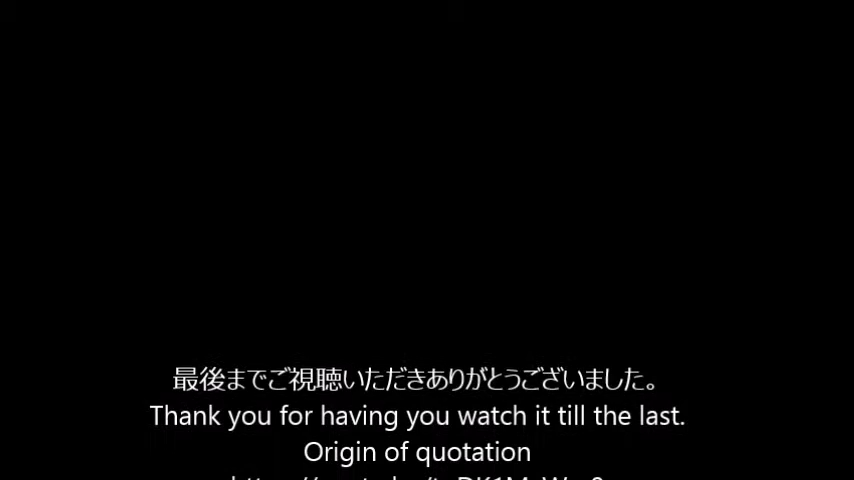 最後までご視聴いただきありがとうございました。
Thank you for having you watch it till the last.
Origin of quotation